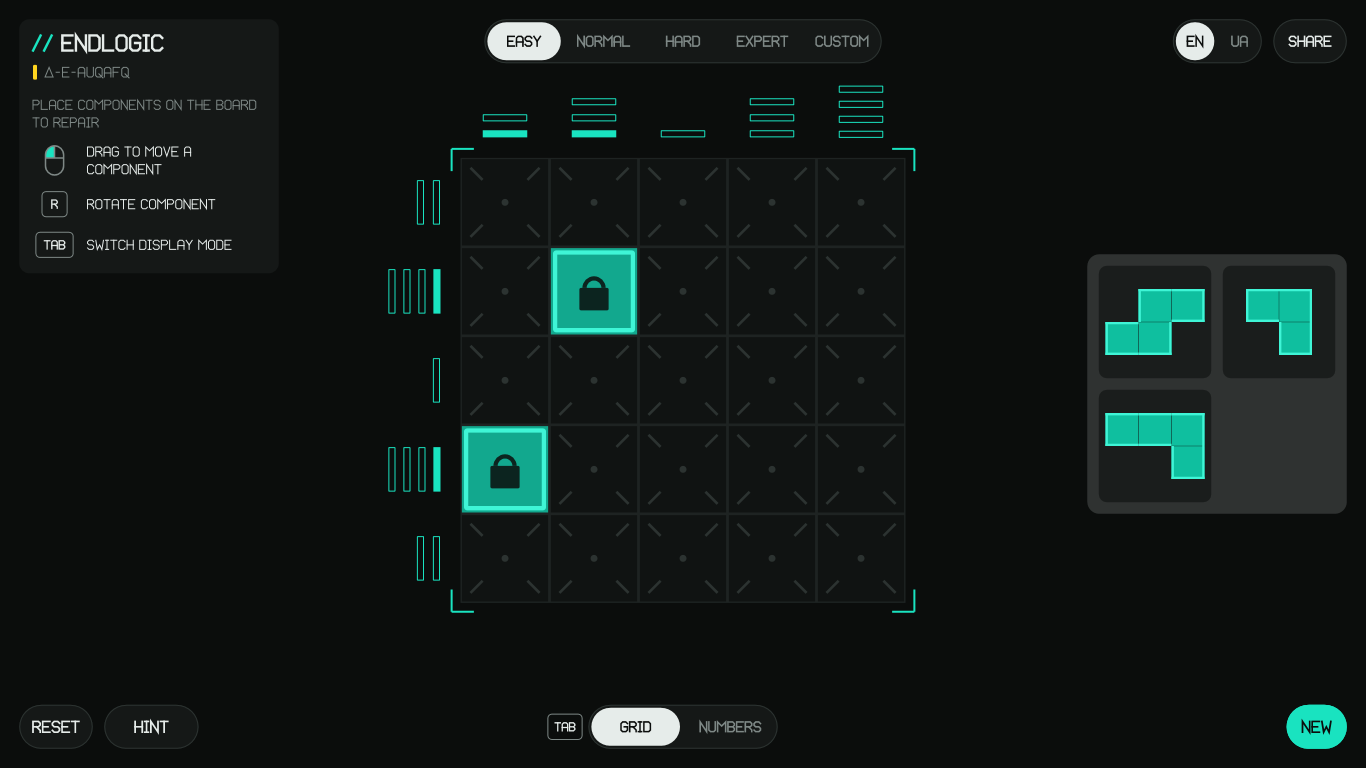 // ENDLOGIC
Δ-E-AUQAFQ
PLACE COMPONENTS ON THE BOARD
TO REPAIR
DRAG TO MOVE A
COMPONENT
R
ROTATE COMPONENT
TAB
SWITCH DISPLAY MODE
EASY
NORMAL
HARD
EXPERT
CUSTOM
EN
UA
SHARE
RESET
HINT
TAB
GRID
NUMBERS
NEW